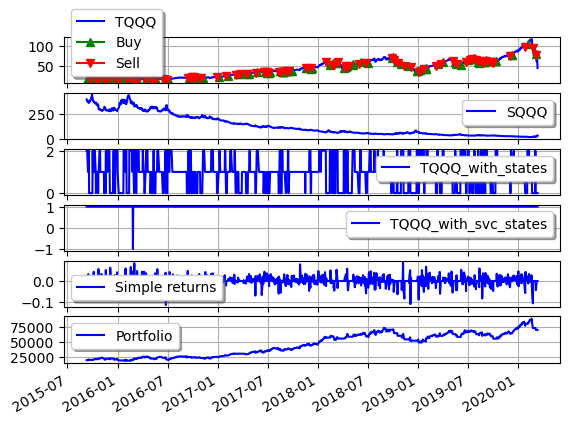 TQQQ
Buy
Sell
100
50
SQQQ
250
0
TQQQ_with_states
2
0
TQQQ_with_svc_states
1
0
−1
Simple returns
0.0
−0.1
Portfolio
75000
50000
25000
2015-07 2016-01 2016-07 2017-01 2017-07 2018-01 2018-07 2019-01 2019-07 2020-01